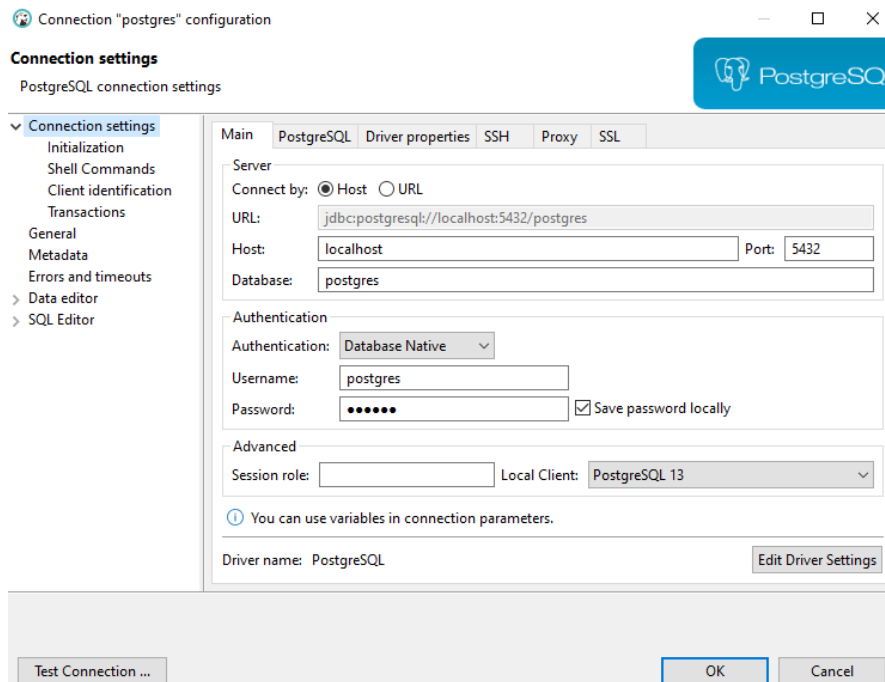 Connection "postgres" configuration
Connection settings
PostgreSQL connection settings
PostgreSQ
Connection settings
Initialization
Shell Commands
Client identification
Transactions
General
Metadata
Errors and timeouts
Data editor
SQL Editor
Main PostgreSQL Driver properties SSH Proxy SSL
Server
Connect by: Host URL
URL: jdbc:postgresql://localhost:5432/postgres
Host: localhost Port: 5432
Database: postgres
Authentication
Authentication: Database Native
Username: postgres
Password: ●●●●●● Save password locally
Advanced
Session role: Local Client: PostgreSQL 13
You can use variables in connection parameters.
Driver name: PostgreSQL Edit Driver Settings
Test Connection ... OK Cancel